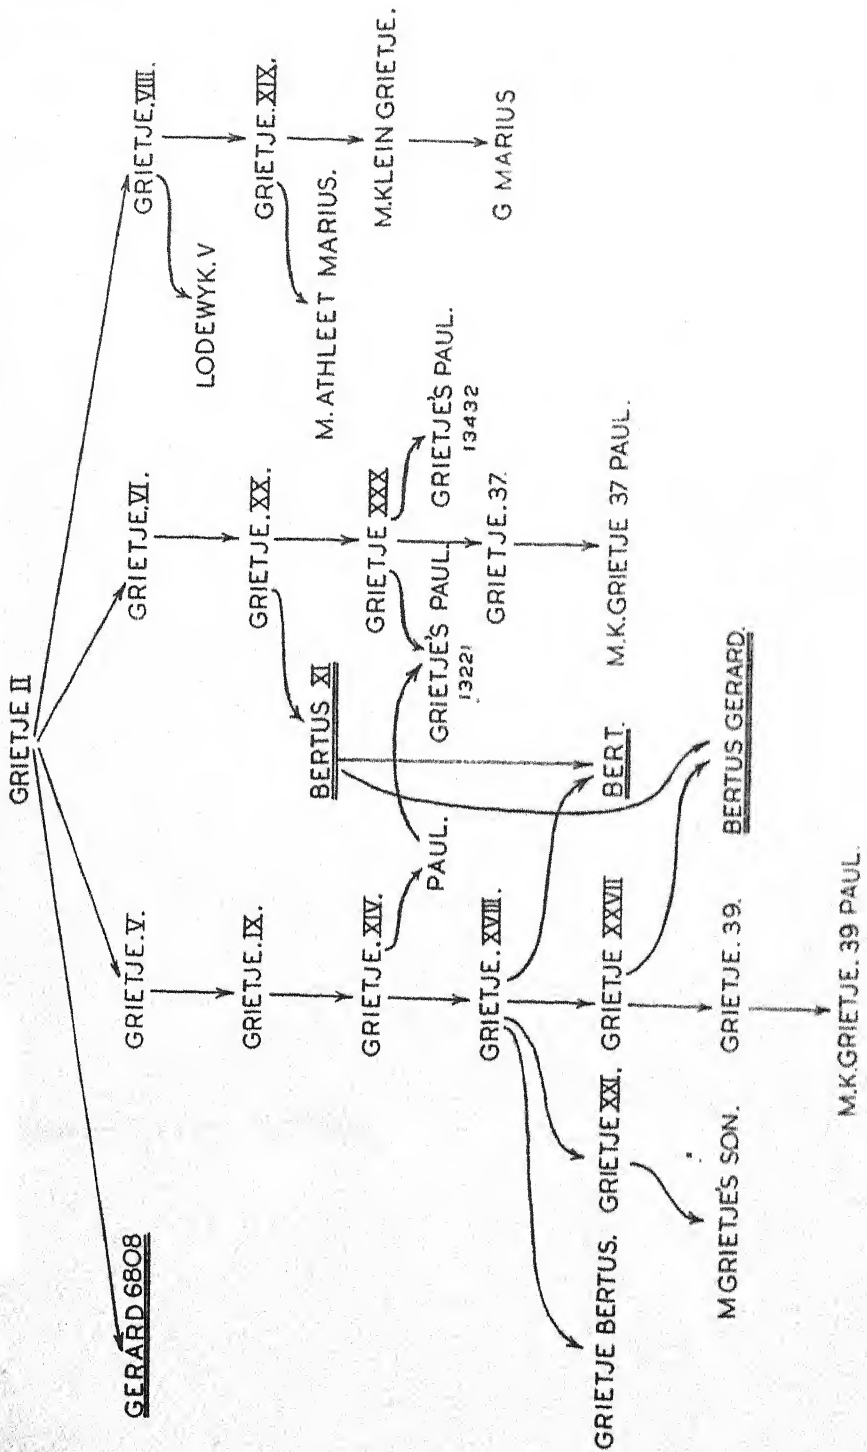 GRIETJE II
GERARD 6808
GRIETJE.V.
GRIETJE.VI.
GRIETJE.VIII.
LODEWYK.V
GRIETJE.IX.
GRIETJE.XX.
GRIETJE.XIX.
BERTUS XI
M. ATHLEET MARIUS.
GRIETJE.XIV.
GRIETJE XXX
M.KLEIN GRIETJE.
PAUL.
GRIETJE'S PAUL.
13221
GRIETJE'S PAUL.
13432
GRIETJE.XVIII.
GRIETJE.37.
G MARIUS
GRIETJE BERTUS.
GRIETJE XXI.
GRIETJE XXVII
BERT.
M.K.GRIETJE 37 PAUL.
M GRIETJE'S SON.
GRIETJE. 39.
BERTUS GERARD.
M.K.GRIETJE. 39 PAUL.